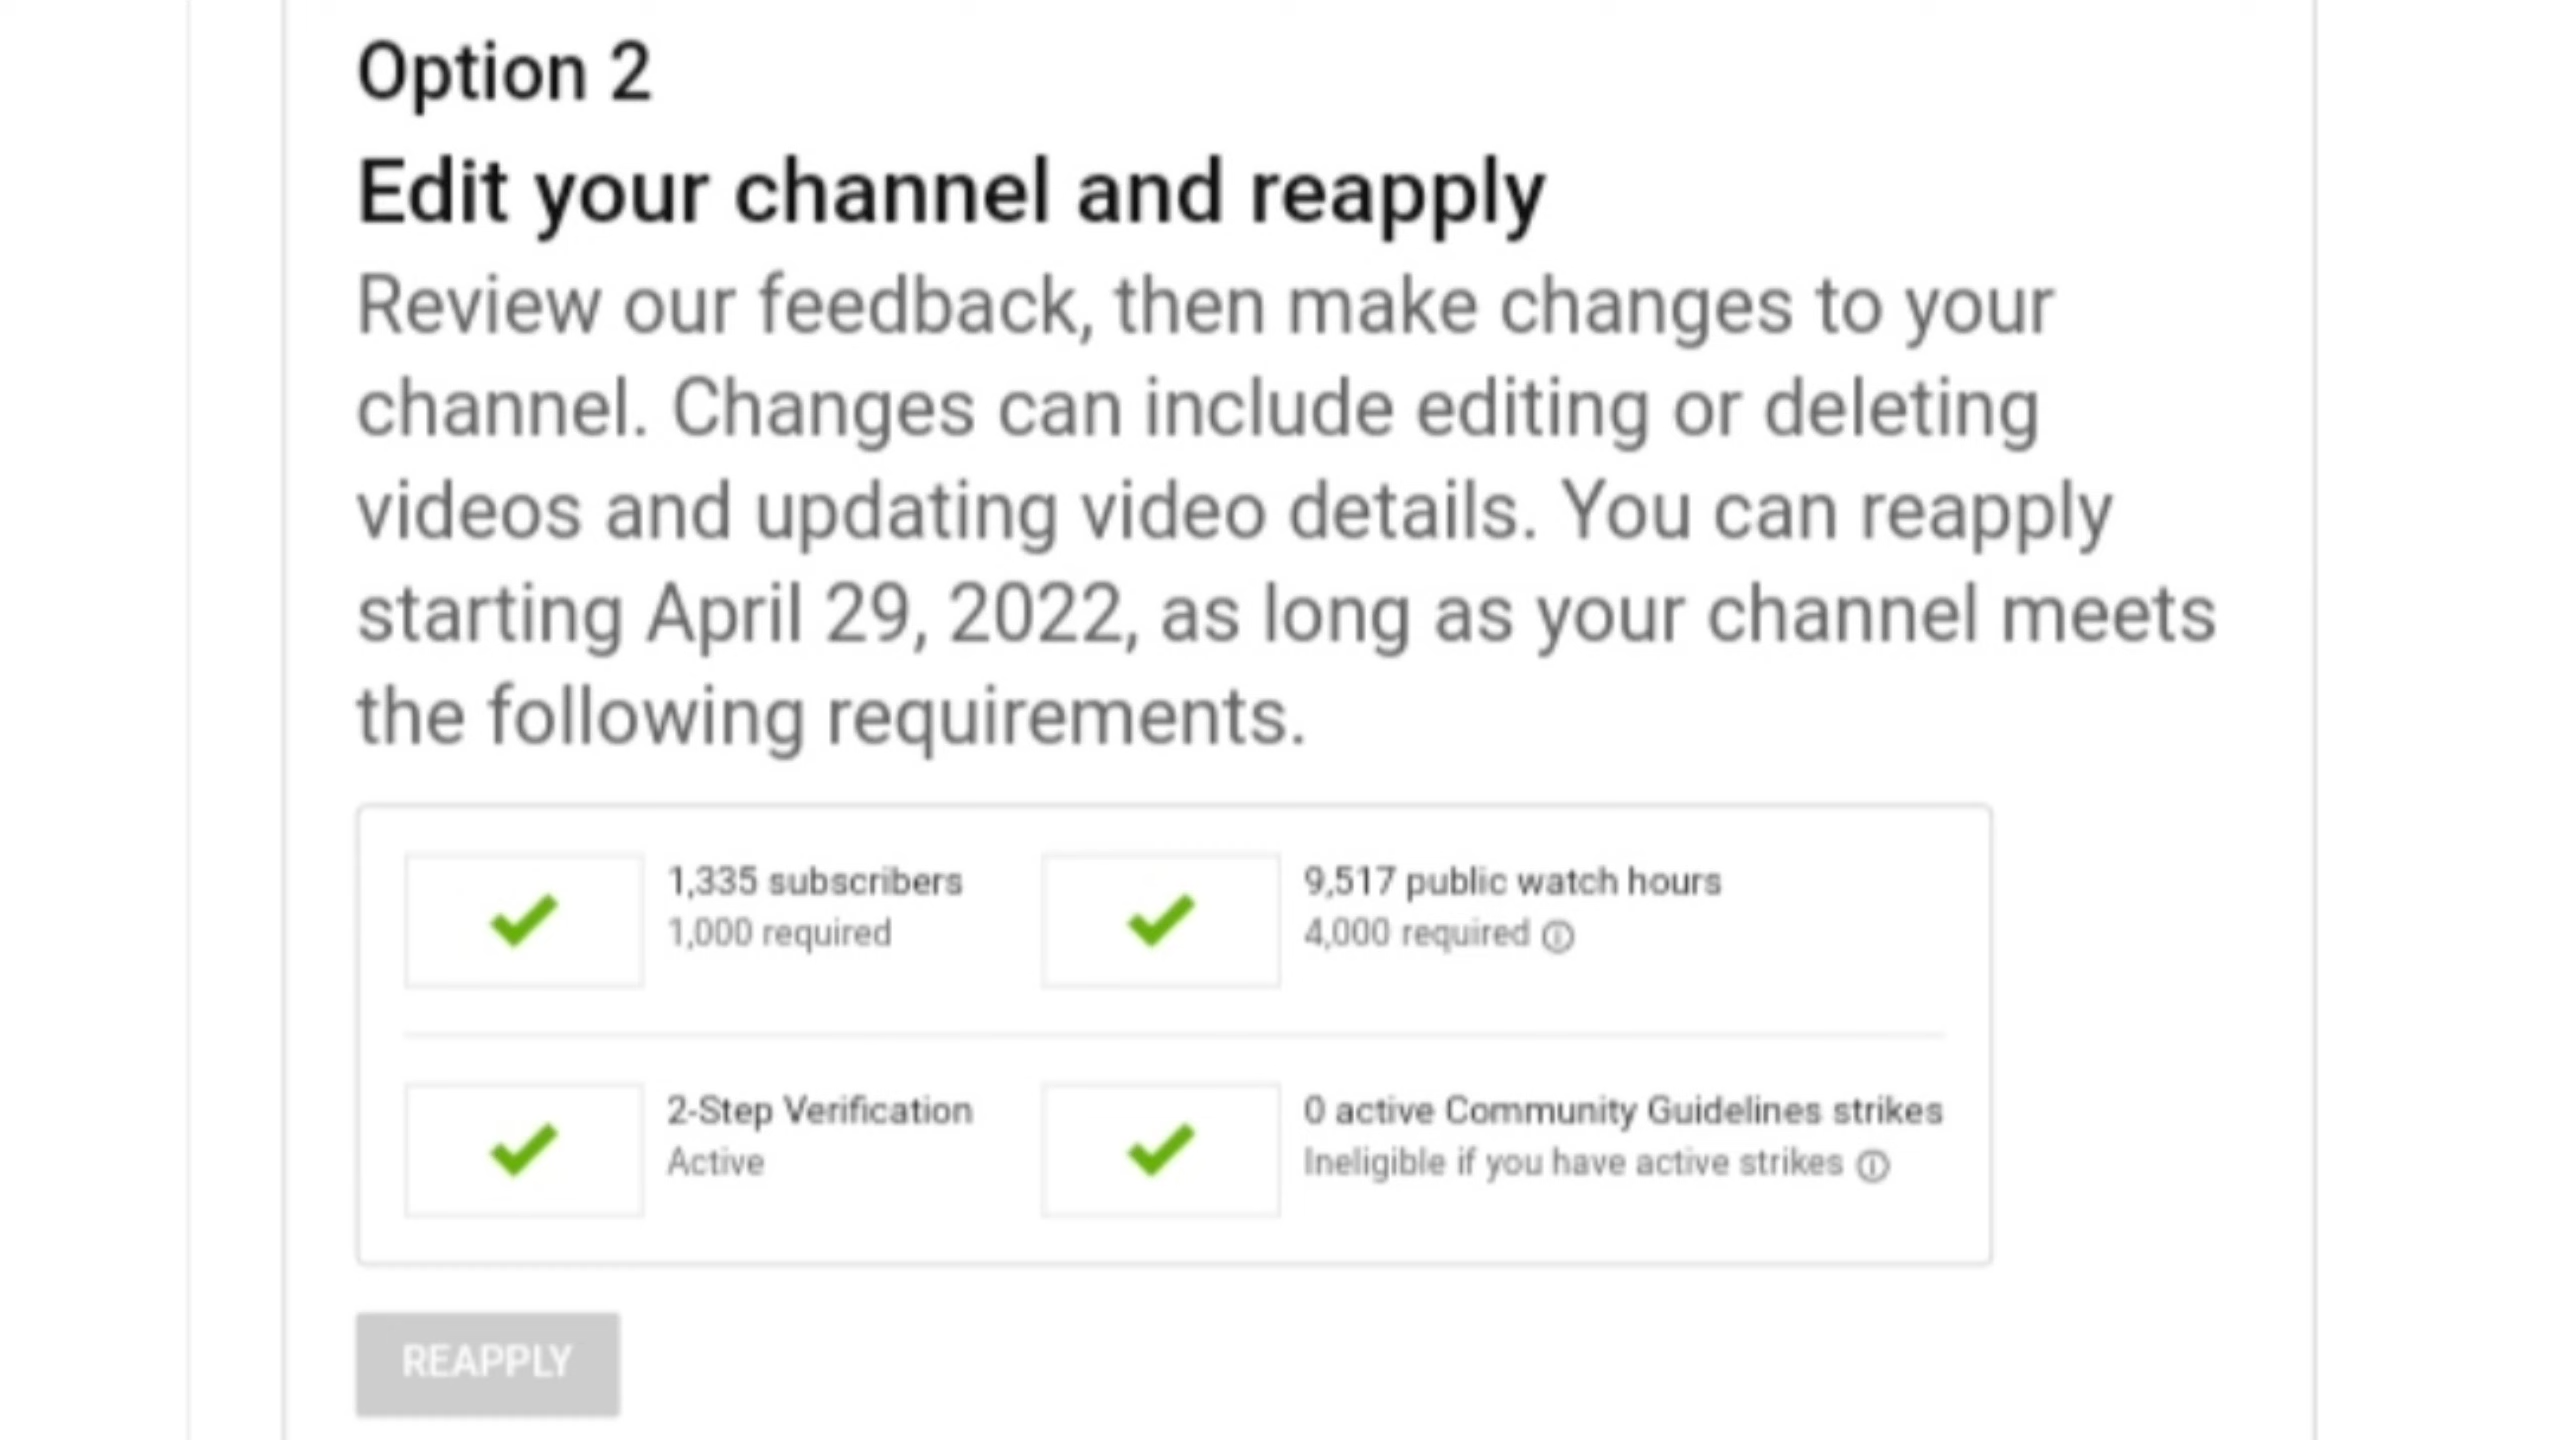 Option 2
Edit your channel and reapply
Review our feedback, then make changes to your
channel. Changes can include editing or deleting
videos and updating video details. You can reapply
starting April 29, 2022, as long as your channel meets
the following requirements.
1,335 subscribers
1,000 required
9,517 public watch hours
4,000 required
2-Step Verification
Active
0 active Community Guidelines strikes
Ineligible if you have active strikes
REAPPLY